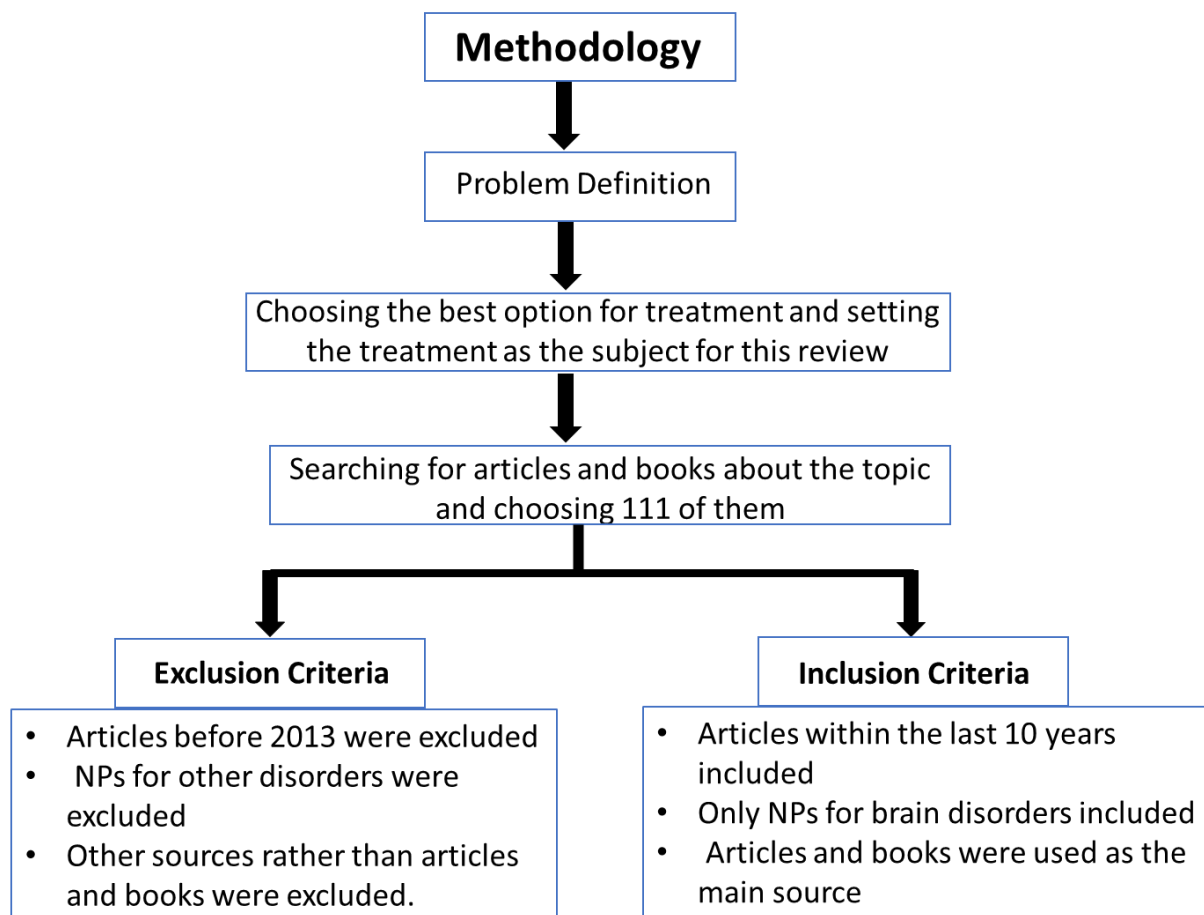 Methodology
Problem Definition
Choosing the best option for treatment and setting
the treatment as the subject for this review
Searching for articles and books about the topic
and choosing 111 of them
Exclusion Criteria
• Articles before 2013 were excluded
• NPs for other disorders were
excluded
• Other sources rather than articles
and books were excluded.
Inclusion Criteria
• Articles within the last 10 years
included
• Only NPs for brain disorders included
• Articles and books were used as the
main source